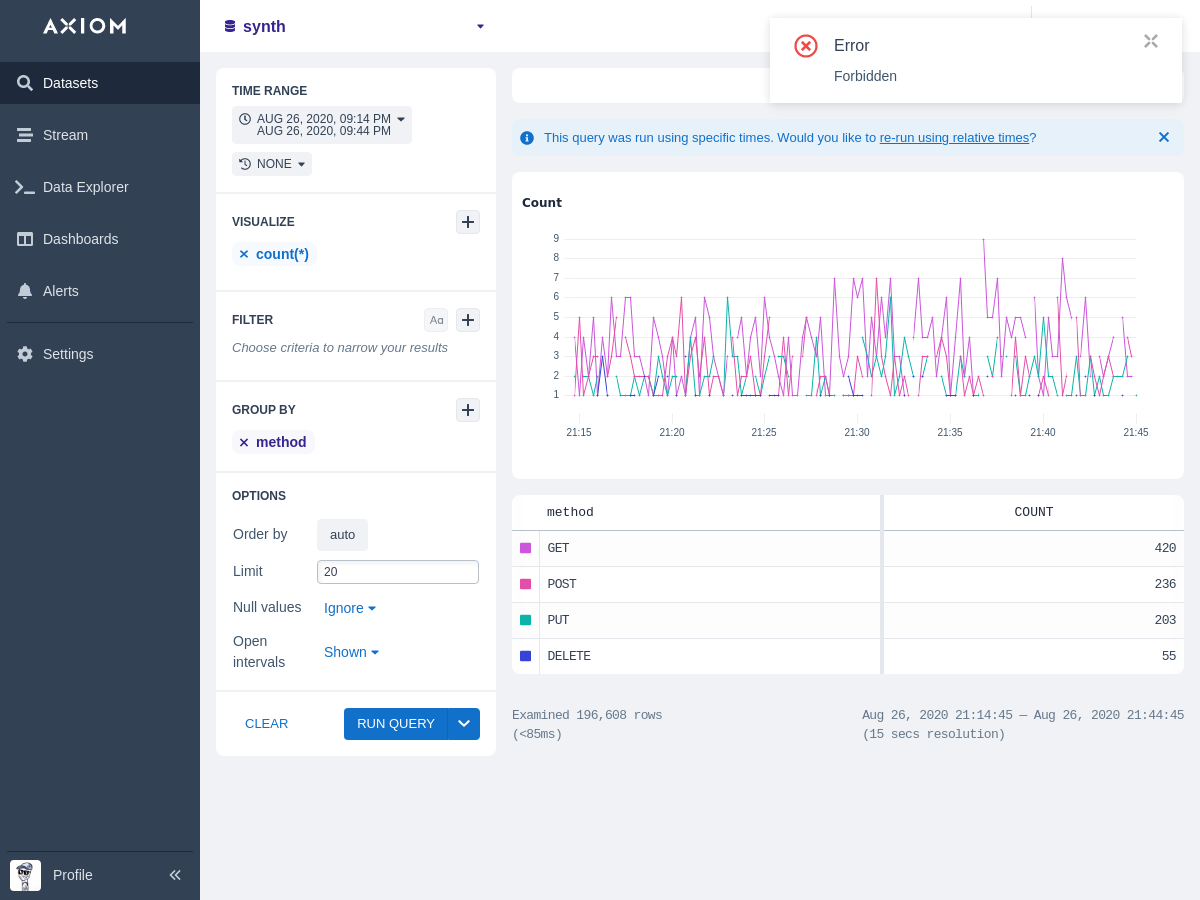 AXIOM
synth
Error
Forbidden
Datasets
Stream
Data Explorer
Dashboards
Alerts
Settings
Profile
TIME RANGE
AUG 26, 2020, 09:14 PM
AUG 26, 2020, 09:44 PM
NONE
VISUALIZE
count(*)
FILTER
Aa
Choose criteria to narrow your results
GROUP BY
method
OPTIONS
Order by auto
Limit 20
Null values Ignore
Open intervals Shown
CLEAR RUN QUERY
This query was run using specific times. Would you like to re-run using relative times?
Count
9
8
7
6
5
4
3
2
1
21:15 21:20 21:25 21:30 21:35 21:40 21:45
method COUNT
GET 420
POST 236
PUT 203
DELETE 55
Examined 196,608 rows
(<85ms)
Aug 26, 2020 21:14:45 — Aug 26, 2020 21:44:45
(15 secs resolution)